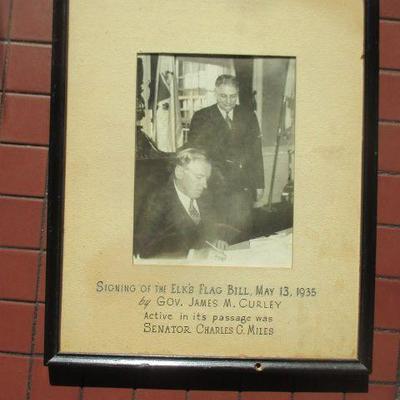 Signing of the Elk's Flag Bill, May 13, 1935
by Gov. James M. Curley
Active in its passage was
Senator Charles G. Miles